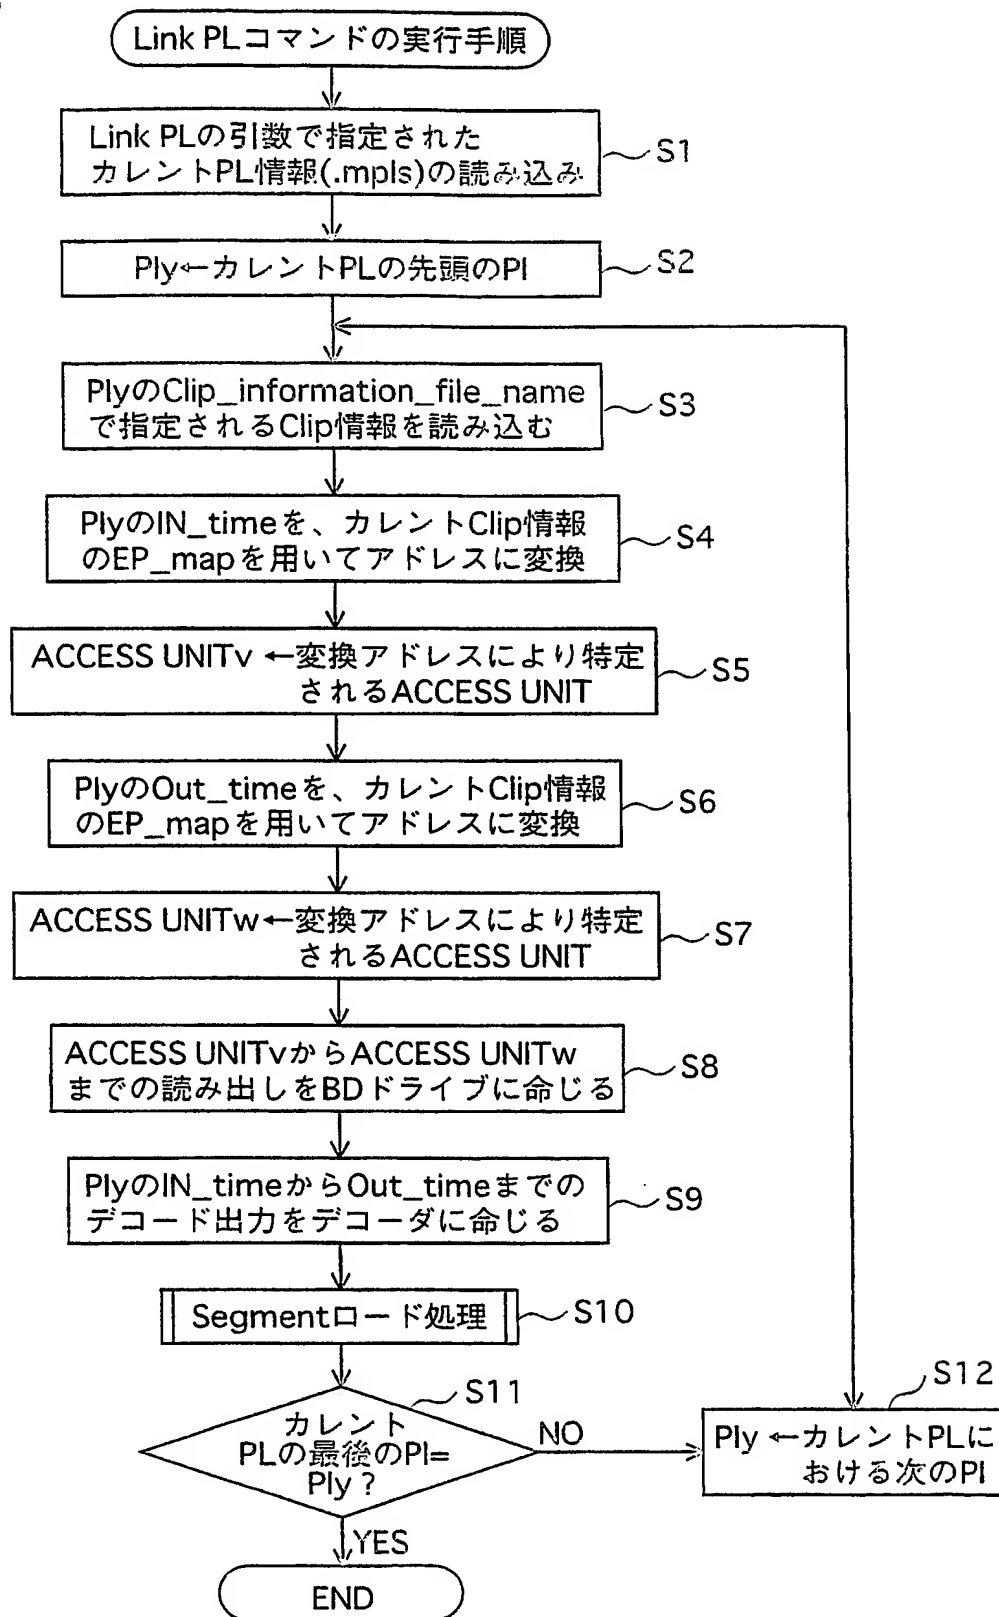 Link PLコマンドの実行手順
Link PLの引数で指定された
カレントPL情報(.mpls)の読み込み
S1
PIy←カレントPLの先頭のPI
S2
PIyのClip_information_file_name
で指定されるClip情報を読み込む
S3
PIyのIN_timeを、カレントClip情報
のEP_mapを用いてアドレスに変換
S4
ACCESS UNITv ←変換アドレスにより特定
されるACCESS UNIT
S5
PIyのOut_timeを、カレントClip情報
のEP_mapを用いてアドレスに変換
S6
ACCESS UNITw←変換アドレスにより特定
されるACCESS UNIT
S7
ACCESS UNITvからACCESS UNITw
までの読み出しをBDドライブに命じる
S8
PIyのIN_timeからOut_timeまでの
デコード出力をデコーダに命じる
S9
Segmentロード処理
S10
S11
カレント
PLの最後のPI=
PIy ?
NO
S12
PIy ←カレントPLに
おける次のPI
YES
END